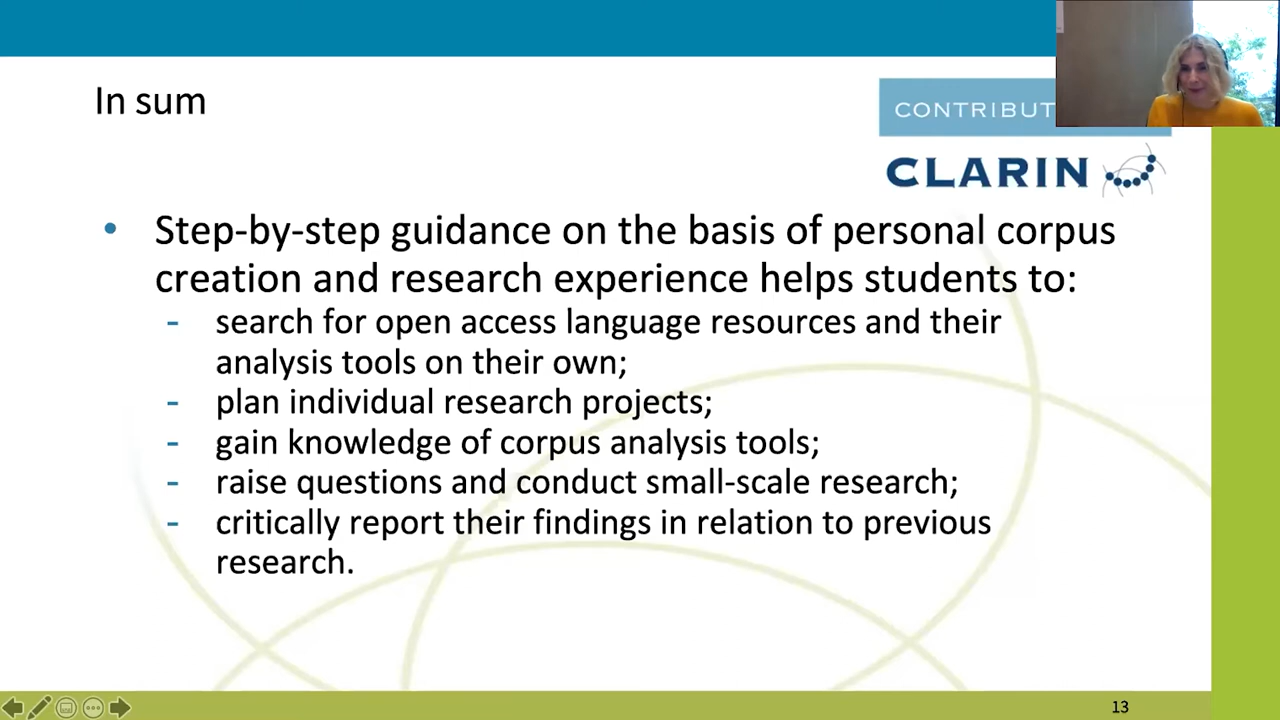 In sum
CONTRIBUT
CLARIN
• Step-by-step guidance on the basis of personal corpus
creation and research experience helps students to:
- search for open access language resources and their
analysis tools on their own;
- plan individual research projects;
- gain knowledge of corpus analysis tools;
- raise questions and conduct small-scale research;
- critically report their findings in relation to previous
research.
13